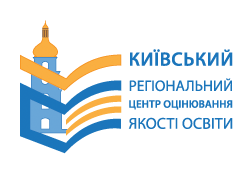 КИЇВСЬКИЙ
РЕГІОНАЛЬНИЙ
ЦЕНТР ОЦІНЮВАННЯ
ЯКОСТІ ОСВІТИ